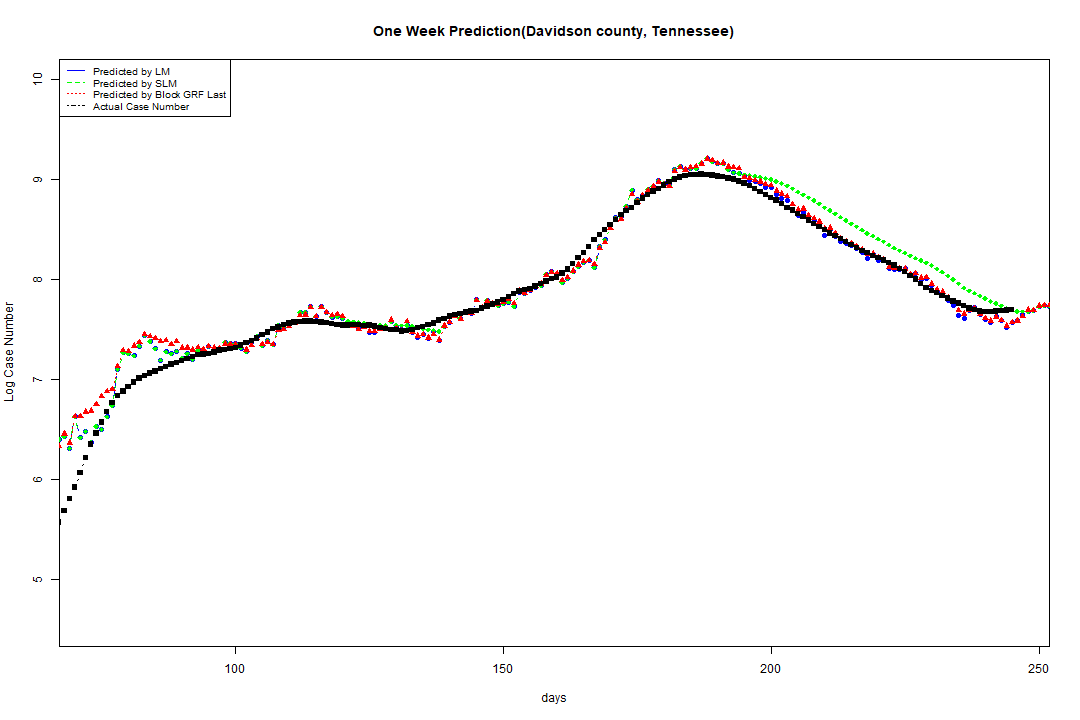 One Week Prediction(Davidson county, Tennessee)
Predicted by LM
Predicted by SLM
Predicted by Block GRF Last
Actual Case Number
10
9
8
7
6
5
Log Case Number
100 150 200 250
days